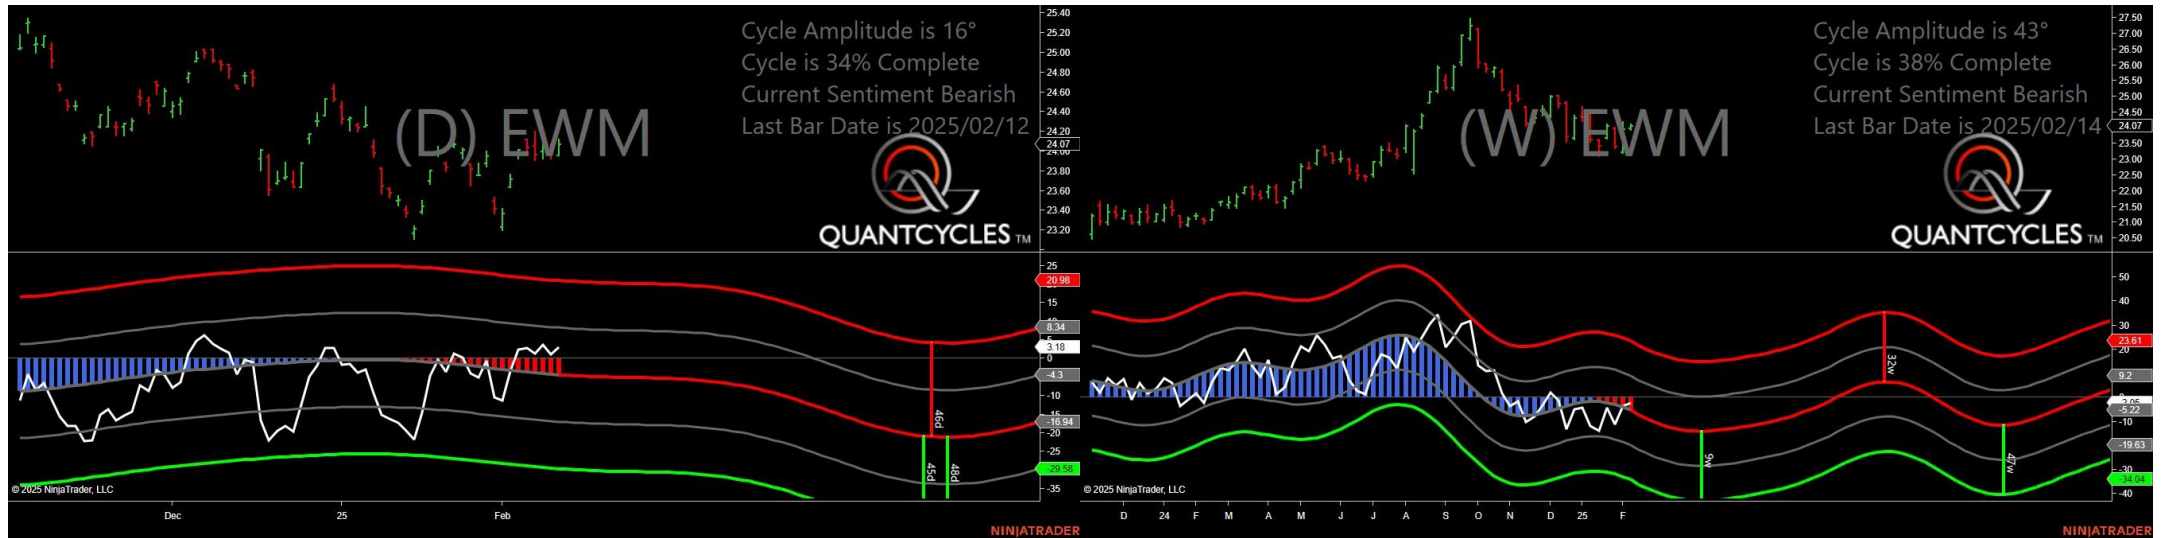 Cycle Amplitude is 16°
Cycle is 34% Complete
Current Sentiment Bearish
Last Bar Date is 2025/02/12
(D) EWM
QUANTCYCLES TM
25.40
25.20
25.00
24.80
24.60
24.40
24.20
24.07
24.00
23.80
23.60
23.40
23.20
25
20.98
15
8.34
3.18
0
-4.3
-10
-16.94
-20
-25
-29.58
-35
46d
45d
48d
© 2025 NinjaTrader, LLC
Dec
25
Feb
NINJATRADER
Cycle Amplitude is 43°
Cycle is 38% Complete
Current Sentiment Bearish
Last Bar Date is 2025/02/14
(W) EWM
QUANTCYCLES TM
27.50
27.00
26.50
26.00
25.50
25.00
24.50
24.07
23.50
23.00
22.50
22.00
21.50
21.00
20.50
50
40
30
23.61
20
9.2
-5.22
-10
-19.63
-30
-34.04
-40
32w
9w
47w
© 2025 NinjaTrader, LLC
D
24
F
M
A
M
J
J
A
S
O
N
D
25
F
NINJATRADER